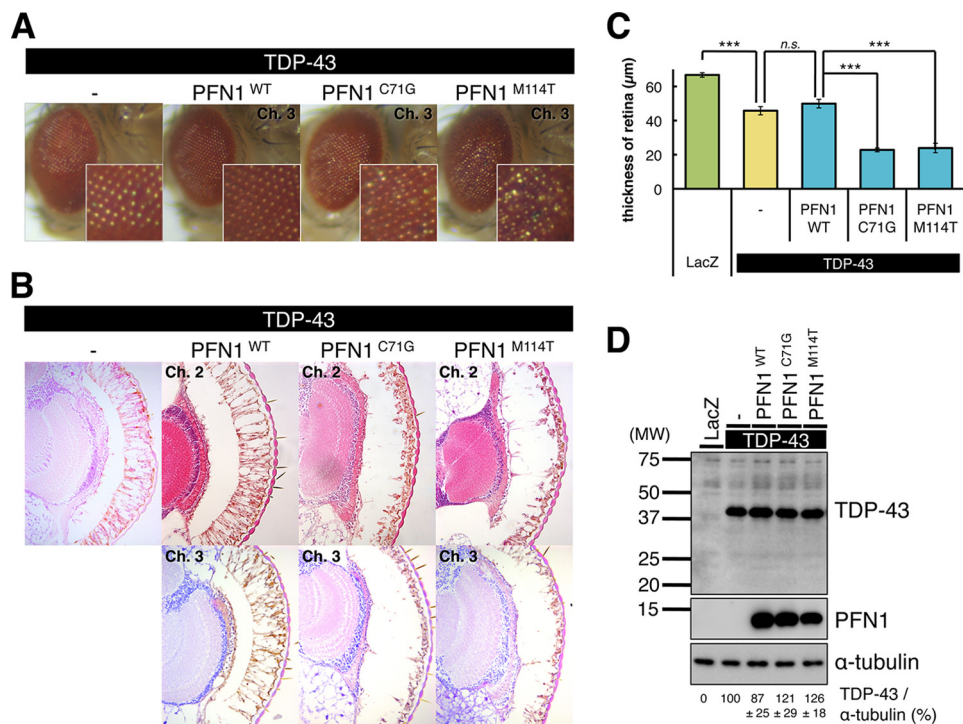 A
TDP-43
- PFN1 WT PFN1 C71G PFN1 M114T
Ch. 3 Ch. 3 Ch. 3
B
TDP-43
- PFN1 WT PFN1 C71G PFN1 M114T
Ch. 2 Ch. 2 Ch. 2
Ch. 3 Ch. 3 Ch. 3
C
thickness of retina (µm)
*** n.s. *** ***
60
40
20
0
- PFN1 PFN1 PFN1
WT C71G M114T
LacZ TDP-43
D
LacZ - PFN1 WT PFN1 C71G PFN1 M114T
(MW) TDP-43
75
50
37
25
20
15
TDP-43
PFN1
α-tubulin
0 100 87 121 126 TDP-43 /
± 25 ± 29 ± 18 α-tubulin (%)